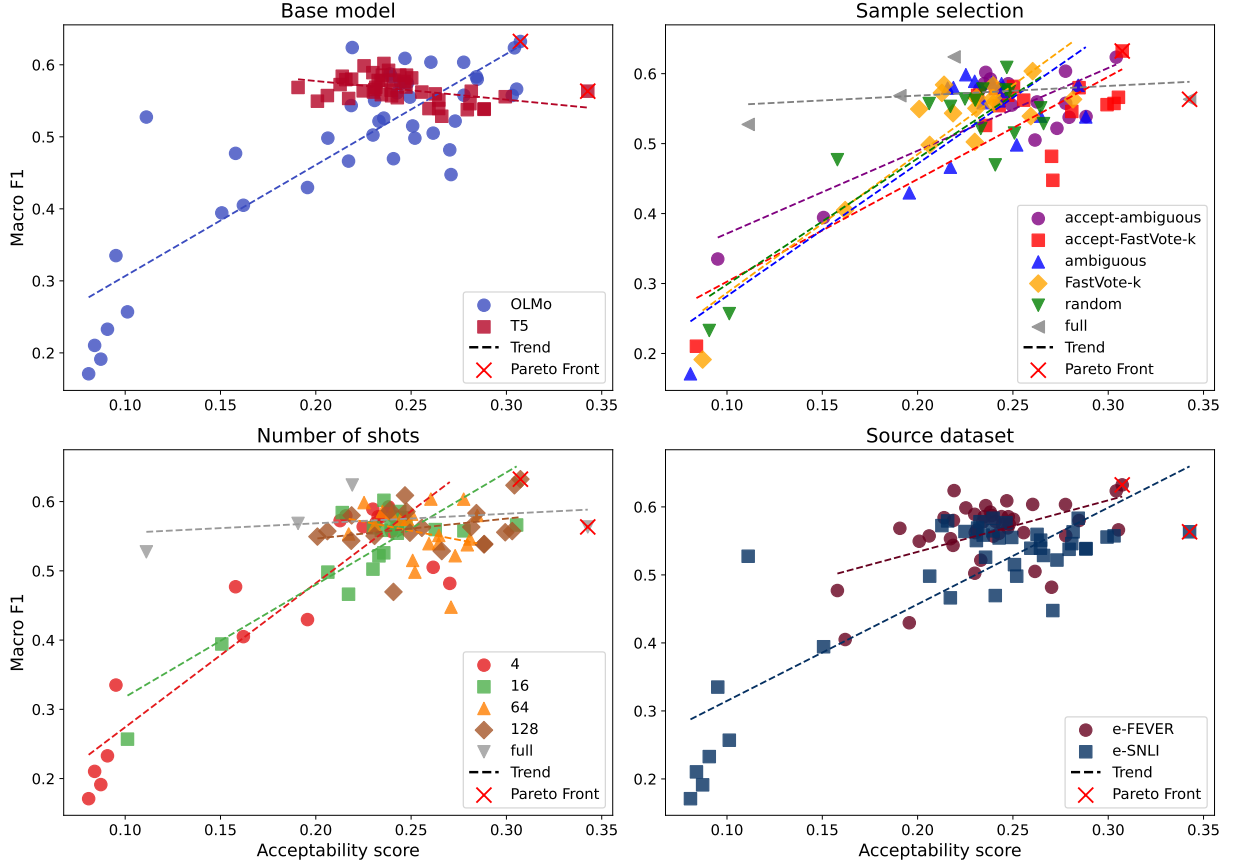 Base model
Macro F1
0.6
0.5
0.4
0.3
0.2
0.10
0.15
0.20
0.25
0.30
0.35
OLMo
T5
Trend
Pareto Front
Sample selection
0.6
0.5
0.4
0.3
0.2
0.10
0.15
0.20
0.25
0.30
0.35
accept-ambiguous
accept-FastVote-k
ambiguous
FastVote-k
random
full
Trend
Pareto Front
Number of shots
Macro F1
0.6
0.5
0.4
0.3
0.2
0.10
0.15
0.20
0.25
0.30
0.35
Acceptability score
4
16
64
128
full
Trend
Pareto Front
Source dataset
0.6
0.5
0.4
0.3
0.2
0.10
0.15
0.20
0.25
0.30
0.35
Acceptability score
e-FEVER
e-SNLI
Trend
Pareto Front